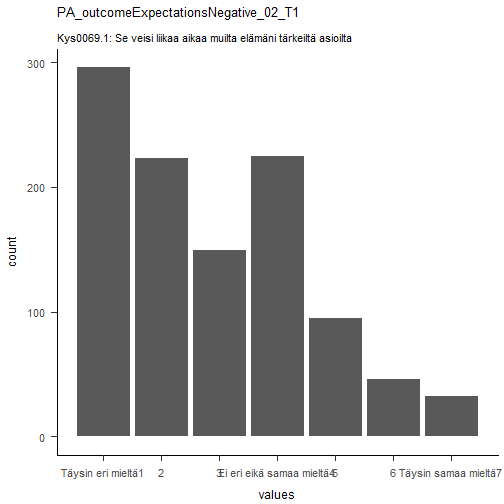 PA_outcomeExpectationsNegative_02_T1
Kys0069.1: Se veisi liikaa aikaa muilta elämäni tärkeiltä asioilta
300
200
100
0
count
Täysin eri mieltä1 2 3 Ei eri eikä samaa mieltä4 5 6 Täysin samaa mieltä7
values